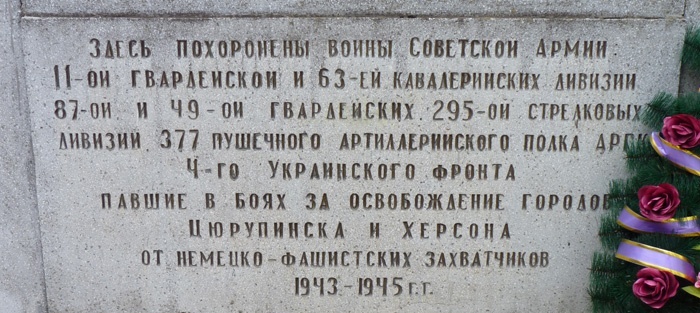 Здесь похоронены воины Советской Армии:
11-ой гвардейской и 63-ей кавалерийских дивизии
87-ой и 49-ой гвардейских, 295-ой стрелковых
дивизий, 377 пушечного артиллерийского полка
4-го Украинского фронта
павшие в боях за освобождение городов
Цюрупинска и Херсона
от немецко-фашистских захватчиков
1943-1945 г.г.